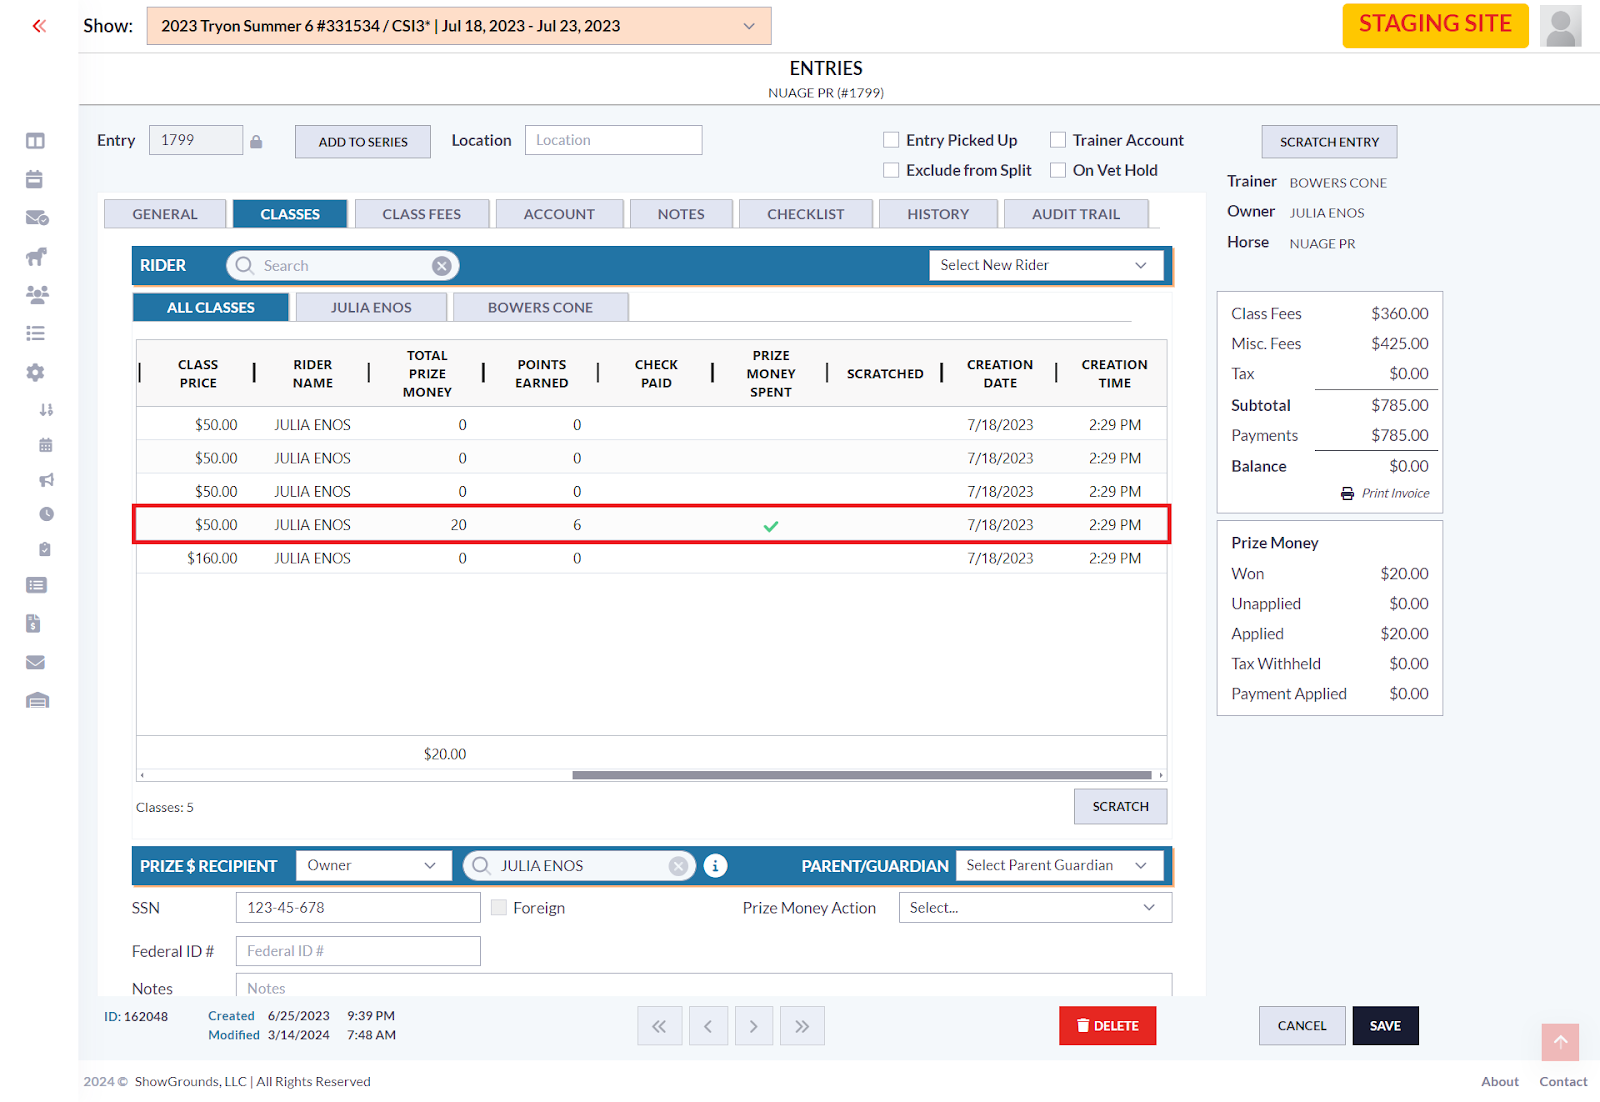 Show: 2023 Tryon Summer 6 #331534 / CSI3* | Jul 18, 2023 - Jul 23, 2023 STAGING SITE
ENTRIES
NUAGE PR (#1799)
Entry 1799 ADD TO SERIES Location Location Entry Picked Up Trainer Account SCRATCH ENTRY
Exclude from Split On Vet Hold
Trainer BOWERS CONE
Owner JULIA ENOS
Horse NUAGE PR
GENERAL CLASSES CLASS FEES ACCOUNT NOTES CHECKLIST HISTORY AUDIT TRAIL
RIDER Search Select New Rider
ALL CLASSES JULIA ENOS BOWERS CONE
CLASS PRICE RIDER NAME TOTAL PRIZE MONEY POINTS EARNED CHECK PAID PRIZE MONEY SPENT SCRATCHED CREATION DATE CREATION TIME
$50.00 JULIA ENOS 0 0 7/18/2023 2:29 PM
$50.00 JULIA ENOS 0 0 7/18/2023 2:29 PM
$50.00 JULIA ENOS 0 0 7/18/2023 2:29 PM
$50.00 JULIA ENOS 20 6 7/18/2023 2:29 PM
$160.00 JULIA ENOS 0 0 7/18/2023 2:29 PM
$20.00
Classes: 5 SCRATCH
Class Fees $360.00
Misc. Fees $425.00
Tax $0.00
Subtotal $785.00
Payments $785.00
Balance $0.00
Print Invoice
Prize Money
Won $20.00
Unapplied $0.00
Applied $20.00
Tax Withheld $0.00
Payment Applied $0.00
PRIZE $ RECIPIENT Owner JULIA ENOS PARENT/GUARDIAN Select Parent Guardian
SSN 123-45-678 Foreign Prize Money Action Select...
Federal ID # Federal ID #
Notes Notes
ID: 162048 Created 6/25/2023 9:39 PM
Modified 3/14/2024 7:48 AM
DELETE CANCEL SAVE
2024 © ShowGrounds, LLC | All Rights Reserved About Contact